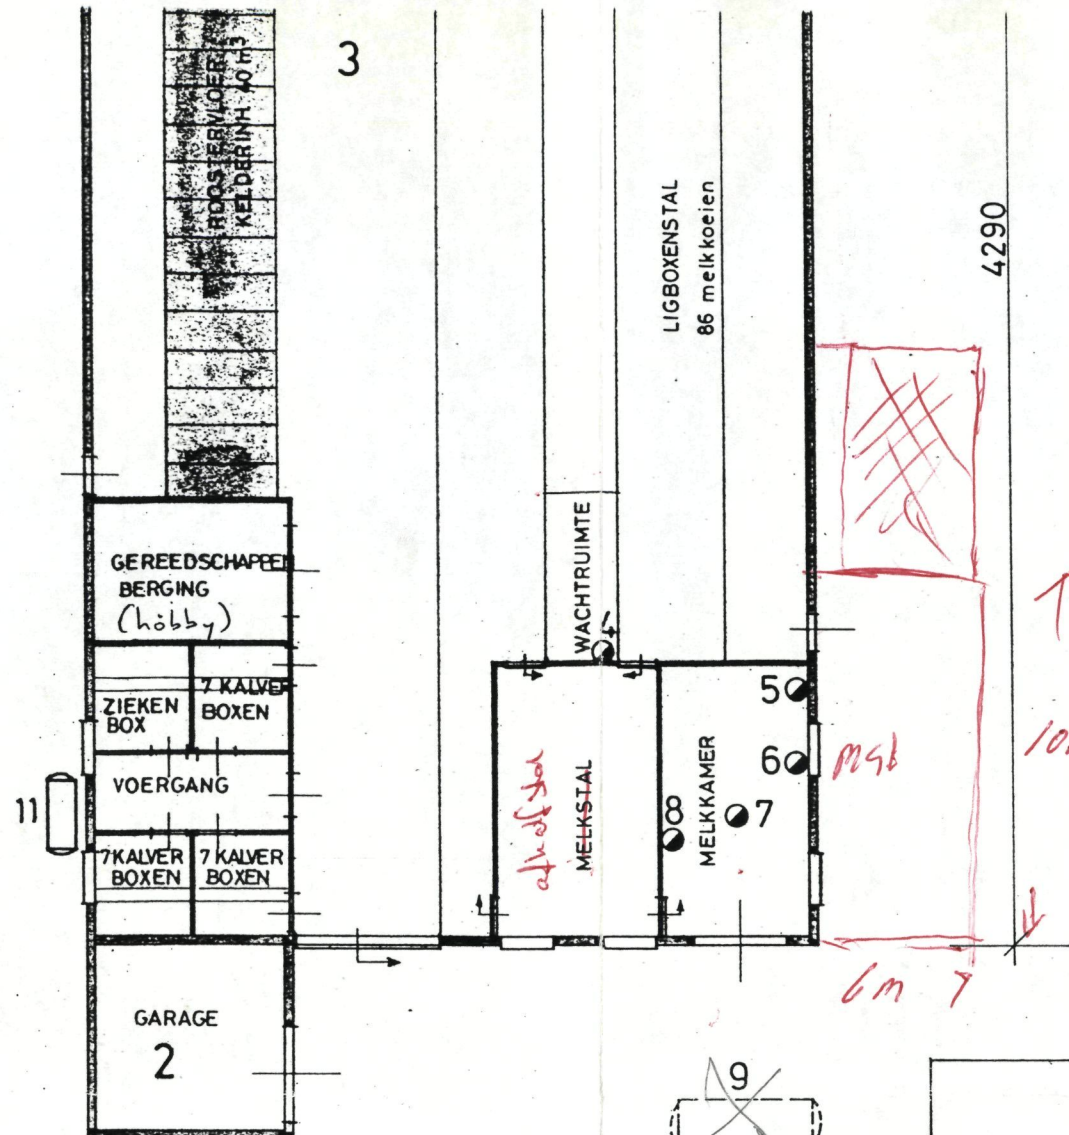 3
ROOSTERVLOER
KELDERINH. 40 m³
LIGBOXENSTAL
86 melkkoeien
4290
GEREEDSCHAPPEN
BERGING
(hobby)
WACHTRUIMTE
ZIEKEN
BOX
7 KALVER
BOXEN
5
6
7
8
MELKSTAL
MELKKAMER
VOERGANG
11
7 KALVER
BOXEN
7 KALVER
BOXEN
6m
GARAGE
2
9